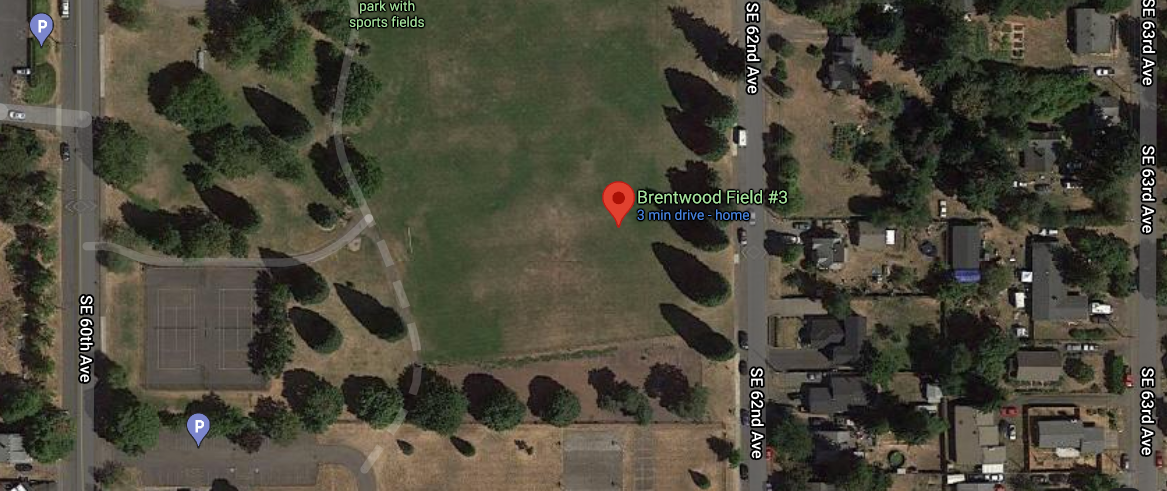 park with
sports fields
P
SE 62nd Ave
SE 63rd Ave
SE 63rd Ave
Brentwood Field #3
3 min drive - home
SE 60th Ave
SE 62nd Ave
SE 63rd Ave
P